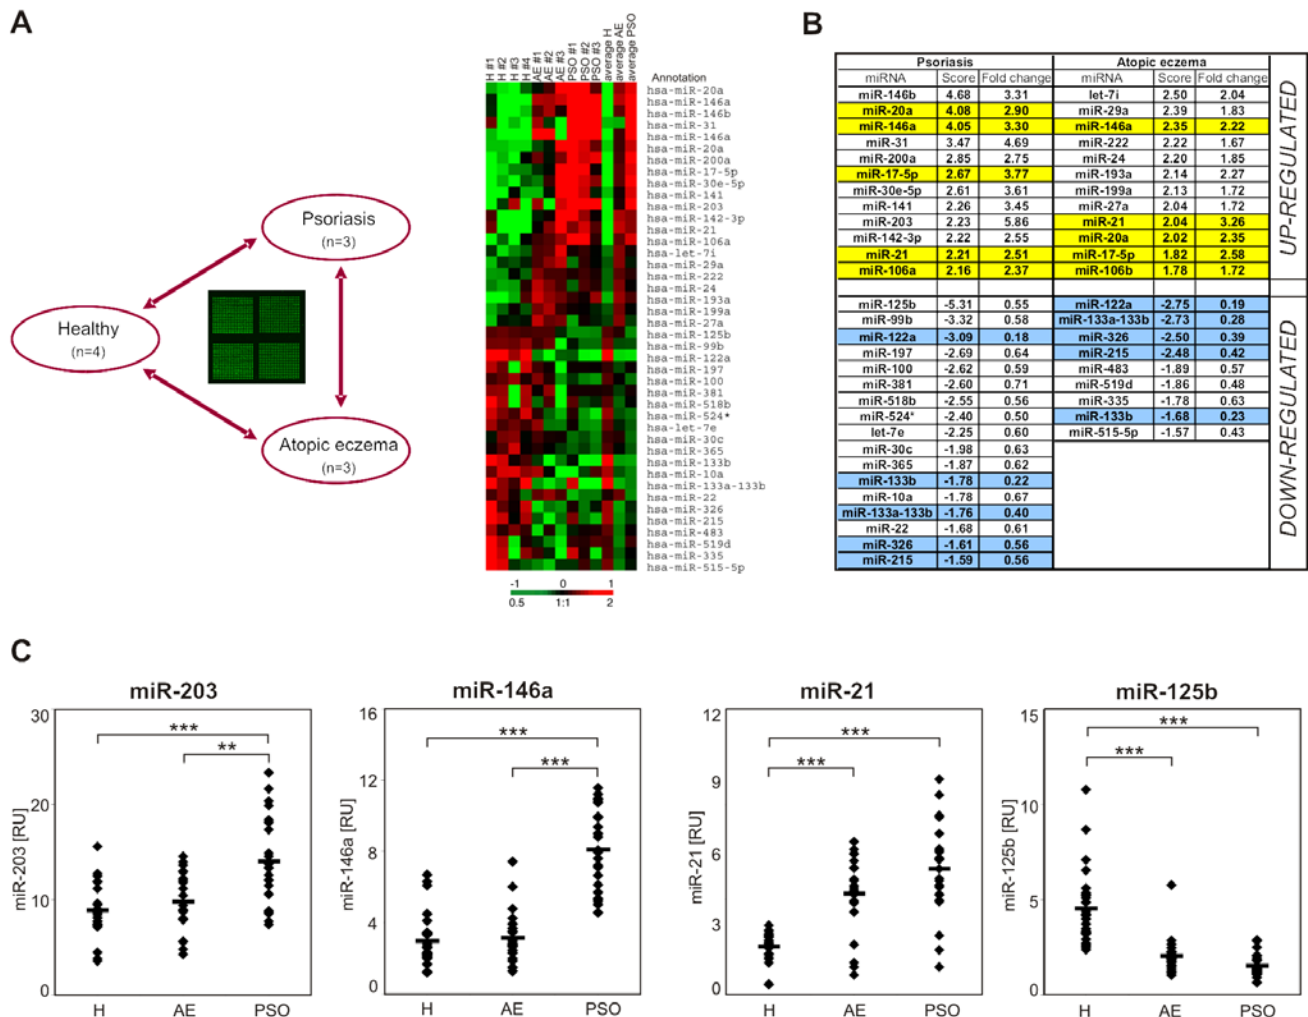 A
Psoriasis
(n=3)
Healthy
(n=4)
Atopic eczema
(n=3)
H #1
H #2
H #3
H #4
AE #1
AE #2
AE #3
PSO #1
PSO #2
PSO #3
average H
average AE
average PSO
Annotation
hsa-miR-20a
hsa-miR-146a
hsa-miR-146b
hsa-miR-31
hsa-miR-146a
hsa-miR-20a
hsa-miR-200a
hsa-miR-17-5p
hsa-miR-30e-5p
hsa-miR-141
hsa-miR-203
hsa-miR-142-3p
hsa-miR-21
hsa-miR-106a
hsa-let-7i
hsa-miR-29a
hsa-miR-222
hsa-miR-24
hsa-miR-193a
hsa-miR-199a
hsa-miR-27a
hsa-miR-125b
hsa-miR-99b
hsa-miR-122a
hsa-miR-197
hsa-miR-100
hsa-miR-381
hsa-miR-518b
hsa-miR-524*
hsa-let-7e
hsa-miR-30c
hsa-miR-365
hsa-miR-133b
hsa-miR-10a
hsa-miR-133a-133b
hsa-miR-22
hsa-miR-326
hsa-miR-215
hsa-miR-483
hsa-miR-519d
hsa-miR-335
hsa-miR-515-5p
-1 0 1
0.5 1:1 2
B
Psoriasis Atopic eczema
miRNA Score Fold change miRNA Score Fold change
miR-146b 4.68 3.31 let-7i 2.50 2.04
miR-20a 4.08 2.90 miR-29a 2.39 1.83
miR-146a 4.05 3.30 miR-146a 2.35 2.22
miR-31 3.47 4.69 miR-222 2.22 1.67
miR-200a 2.85 2.75 miR-24 2.20 1.85
miR-17-5p 2.67 3.77 miR-193a 2.14 2.27
miR-30e-5p 2.61 3.61 miR-199a 2.13 1.72
miR-141 2.26 3.45 miR-27a 2.04 1.72
miR-203 2.23 5.86 miR-21 2.04 3.26
miR-142-3p 2.22 2.55 miR-20a 2.02 2.35
miR-21 2.21 2.51 miR-17-5p 1.82 2.58
miR-106a 2.16 2.37 miR-106b 1.78 1.72
UP-REGULATED
miR-125b -5.31 0.55 miR-122a -2.75 0.19
miR-99b -3.32 0.58 miR-133a-133b -2.73 0.28
miR-122a -3.09 0.18 miR-326 -2.50 0.39
miR-197 -2.69 0.64 miR-215 -2.48 0.42
miR-100 -2.62 0.59 miR-483 -1.89 0.57
miR-381 -2.60 0.71 miR-519d -1.86 0.48
miR-518b -2.55 0.56 miR-335 -1.78 0.63
miR-524* -2.40 0.50 miR-133b -1.68 0.23
let-7e -2.25 0.60 miR-515-5p -1.57 0.43
miR-30c -1.98 0.63
miR-365 -1.87 0.62
miR-133b -1.78 0.22
miR-10a -1.78 0.67
miR-133a-133b -1.76 0.40
miR-22 -1.68 0.61
miR-326 -1.61 0.56
miR-215 -1.59 0.56
DOWN-REGULATED
C
miR-203
30
20
10
0
miR-203 [RU]
***
**
H AE PSO
miR-146a
16
12
8
4
0
miR-146a [RU]
***
***
H AE PSO
miR-21
12
9
6
3
0
miR-21 [RU]
***
***
H AE PSO
miR-125b
15
10
5
0
miR-125b [RU]
***
***
H AE PSO